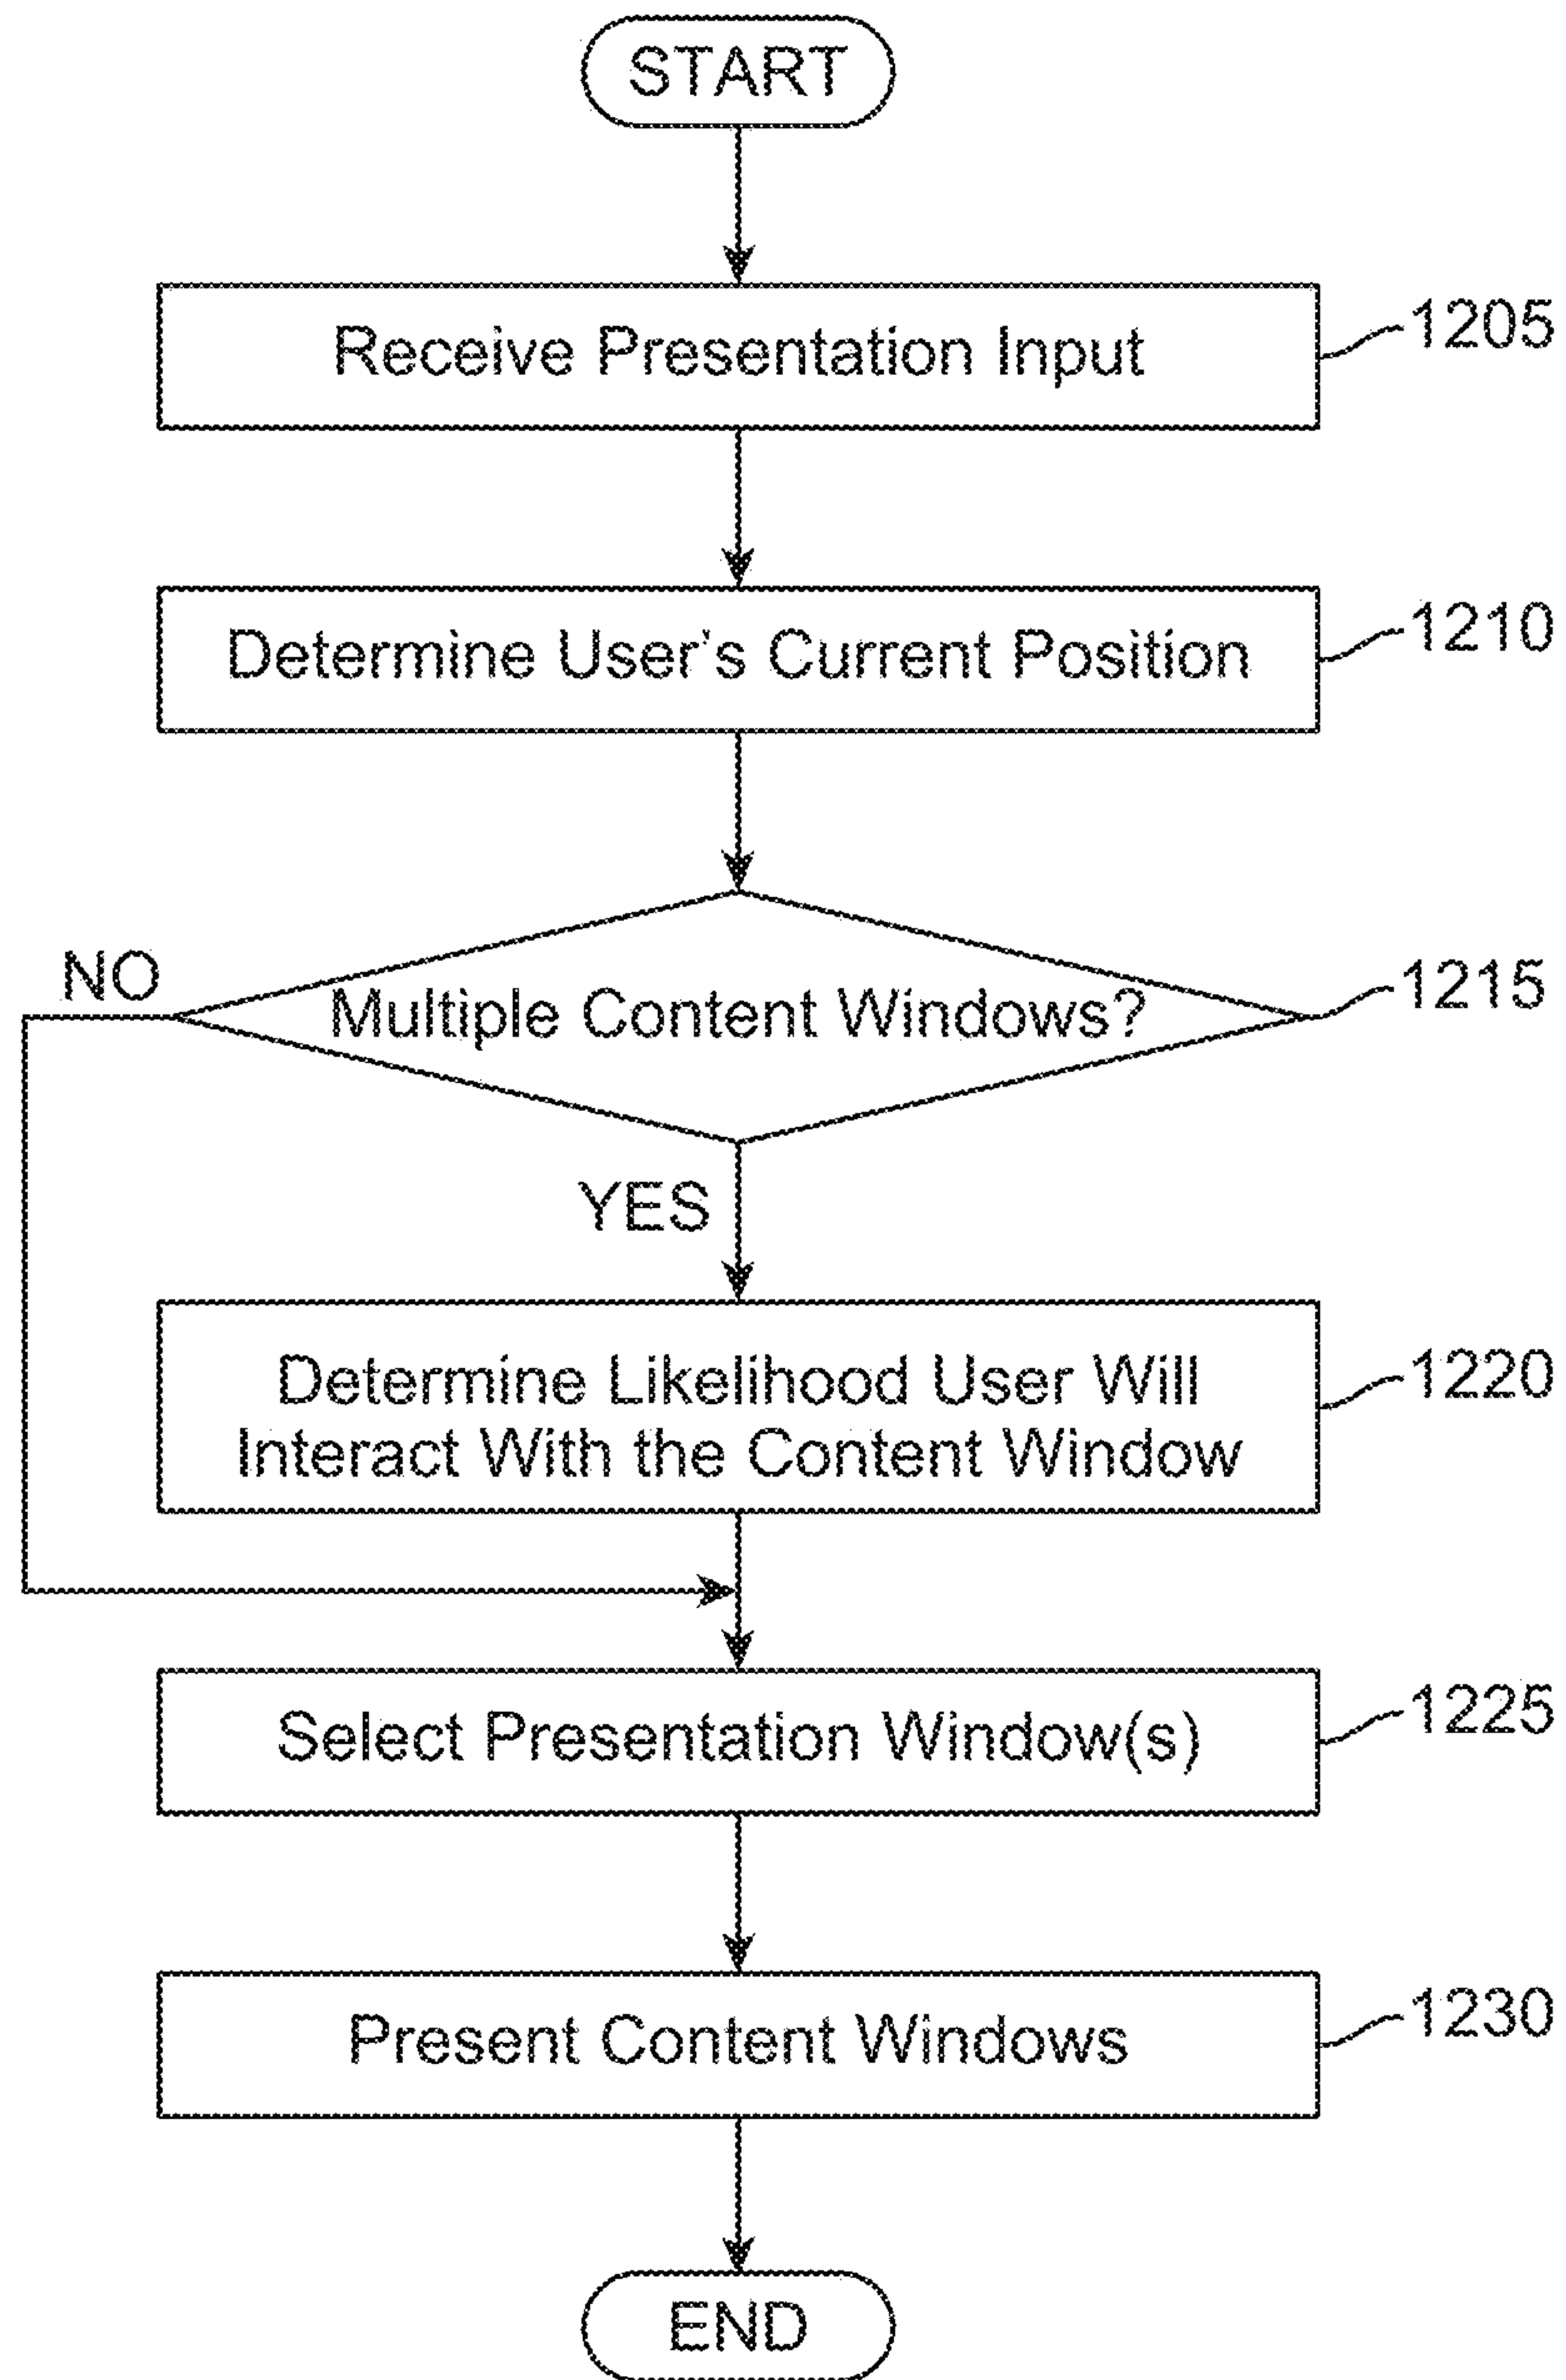 START
Receive Presentation Input
1205
Determine User's Current Position
1210
NO
Multiple Content Windows?
1215
YES
Determine Likelihood User Will
Interact With the Content Window
1220
Select Presentation Window(s)
1225
Present Content Windows
1230
END